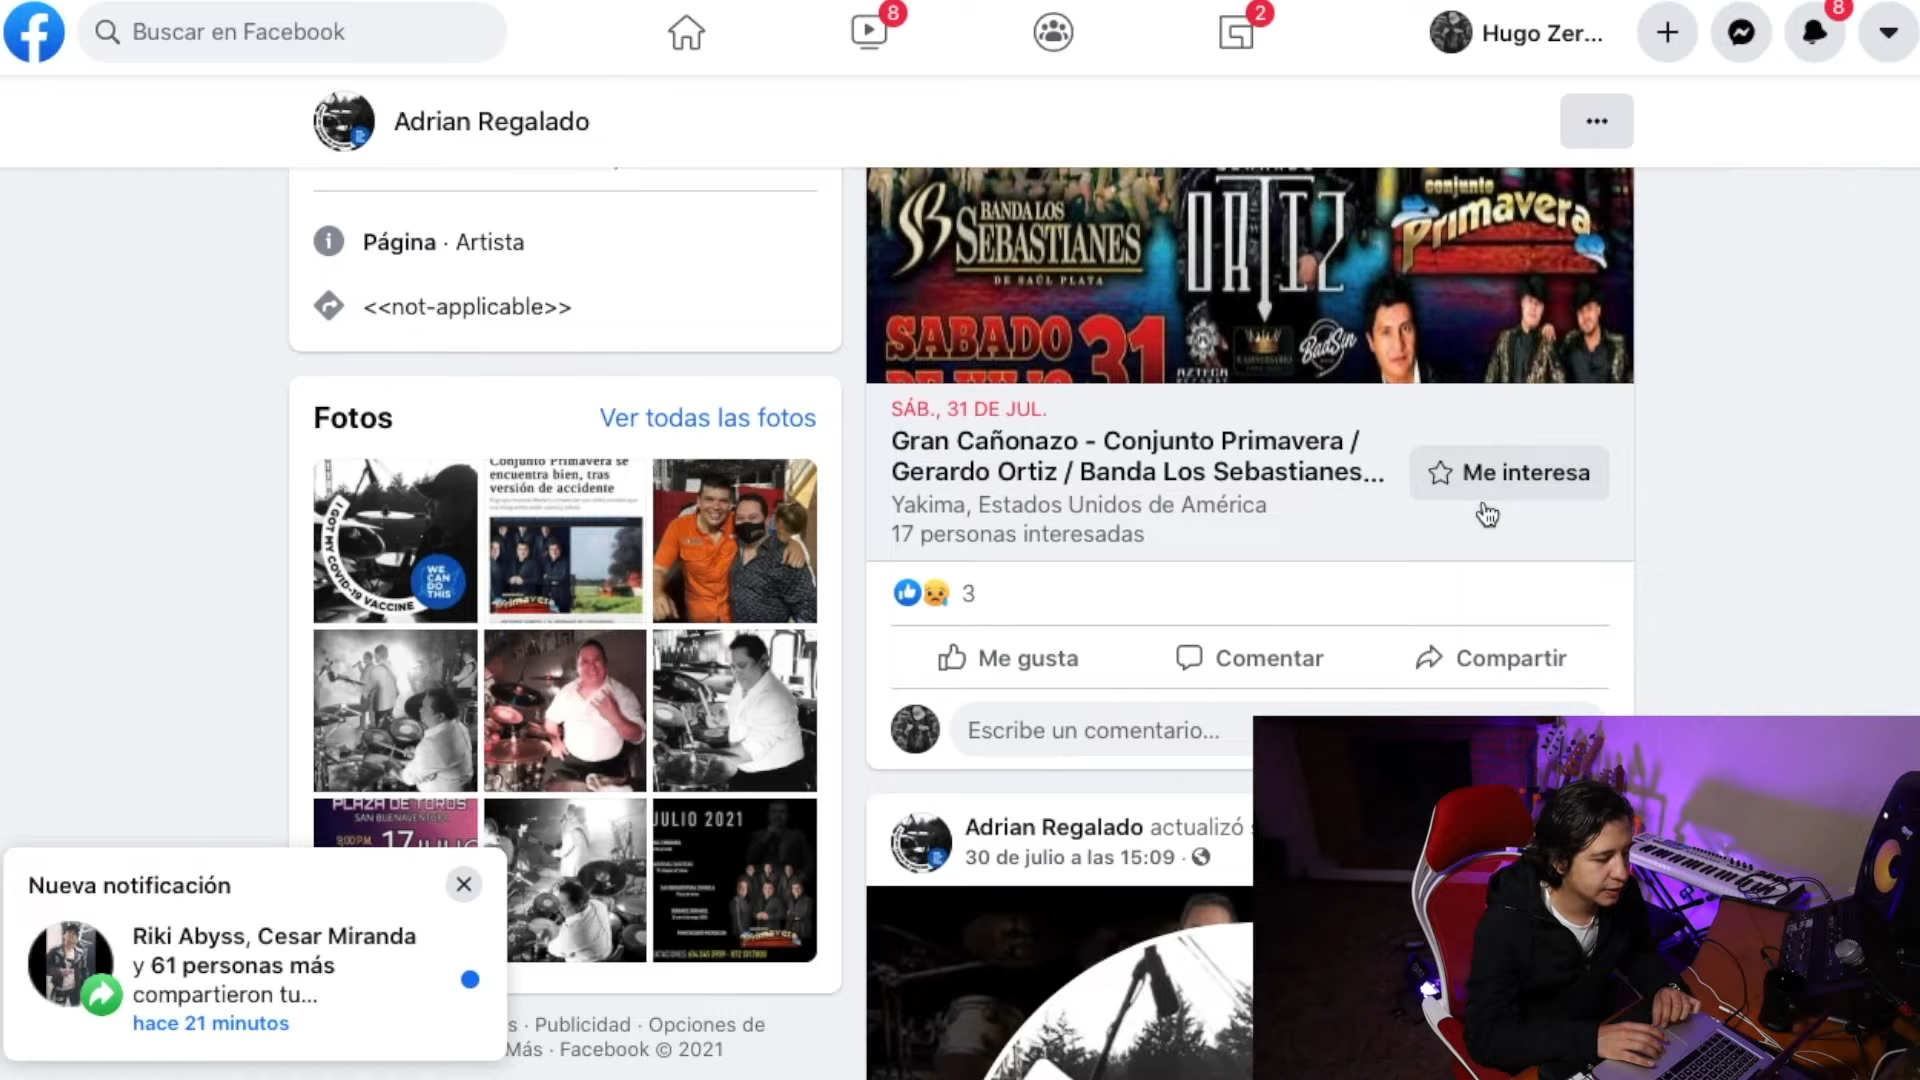 Buscar en Facebook
8
2
Hugo Zer...
8
Adrian Regalado
Página · Artista
<<not-applicable>>
Fotos
Ver todas las fotos
Conjunto Primavera se
encuentra bien, tras
versión de accidente
Primavera
I GOT MY COVID-19 VACCINE
WE
CAN
DO
THIS
PLAZA DE TOROS
SAN BUENAVENTURA
9:00 P.M.
17 JULIO
JULIO 2021
Primavera
BANDA LOS
SEBASTIANES
DE SAÚL PLATA
ORTIZ
conjunto
Primavera
SABADO 31
DE JULIO
AZTECA
BadSin
SÁB., 31 DE JUL.
Gran Cañonazo - Conjunto Primavera /
Gerardo Ortiz / Banda Los Sebastianes...
Me interesa
Yakima, Estados Unidos de América
17 personas interesadas
3
Me gusta
Comentar
Compartir
Escribe un comentario...
Adrian Regalado actualizó
30 de julio a las 15:09 ·
Nueva notificación
Riki Abyss, Cesar Miranda
y 61 personas más
compartieron tu...
hace 21 minutos
· Publicidad · Opciones de
Más · Facebook © 2021